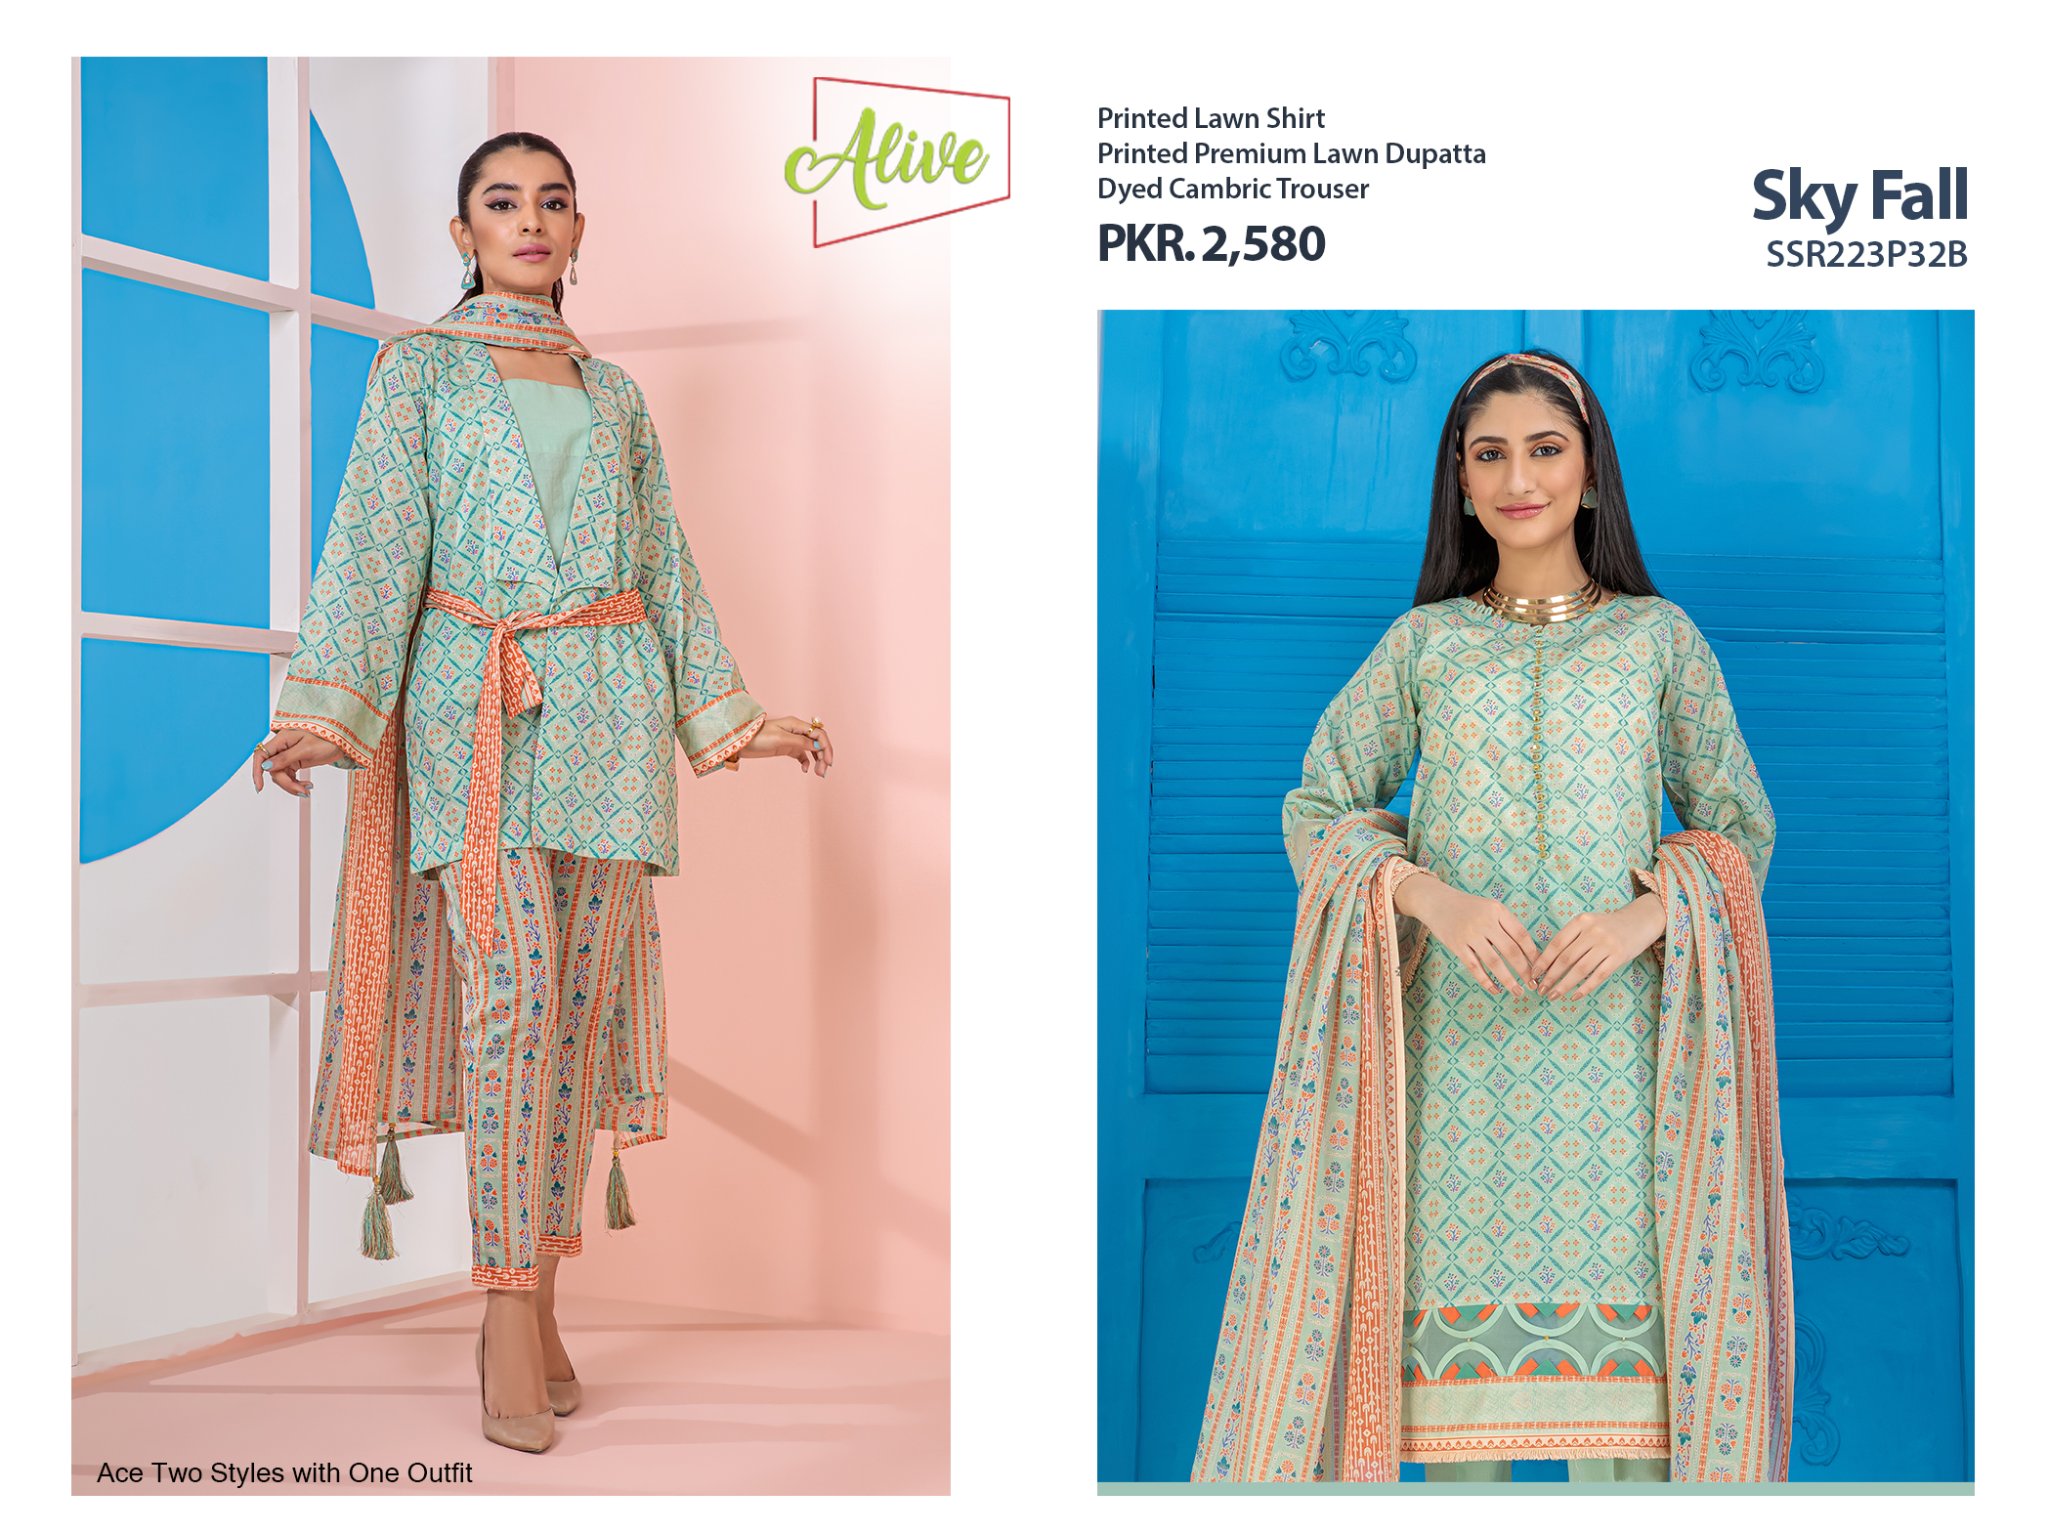 Alive
Printed Lawn Shirt
Printed Premium Lawn Dupatta
Dyed Cambric Trouser
PKR. 2,580
Sky Fall
SSR223P32B
Ace Two Styles with One Outfit